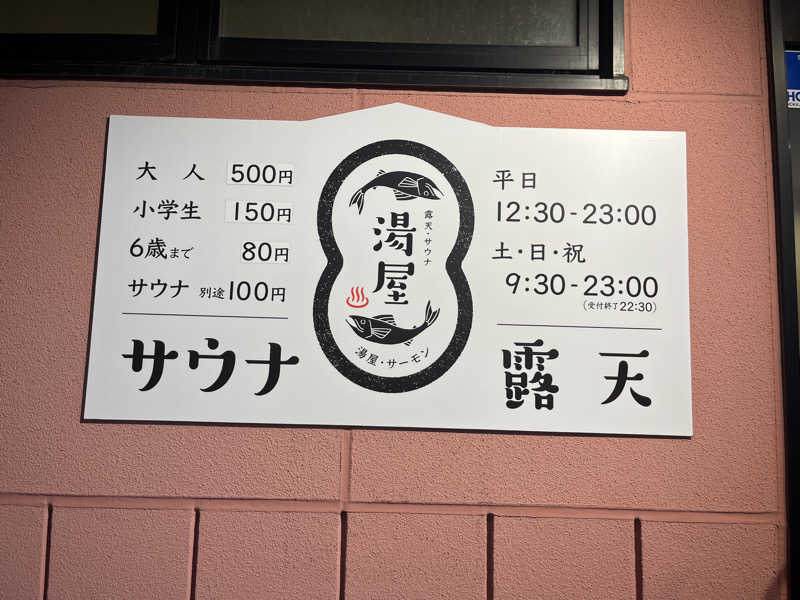 大人 500円
小学生 150円
6歳まで 80円
サウナ 別途100円
サウナ
露天・サウナ
湯屋
湯屋・サーモン
平日
12:30-23:00
土・日・祝
9:30-23:00
(受付終了22:30)
露天